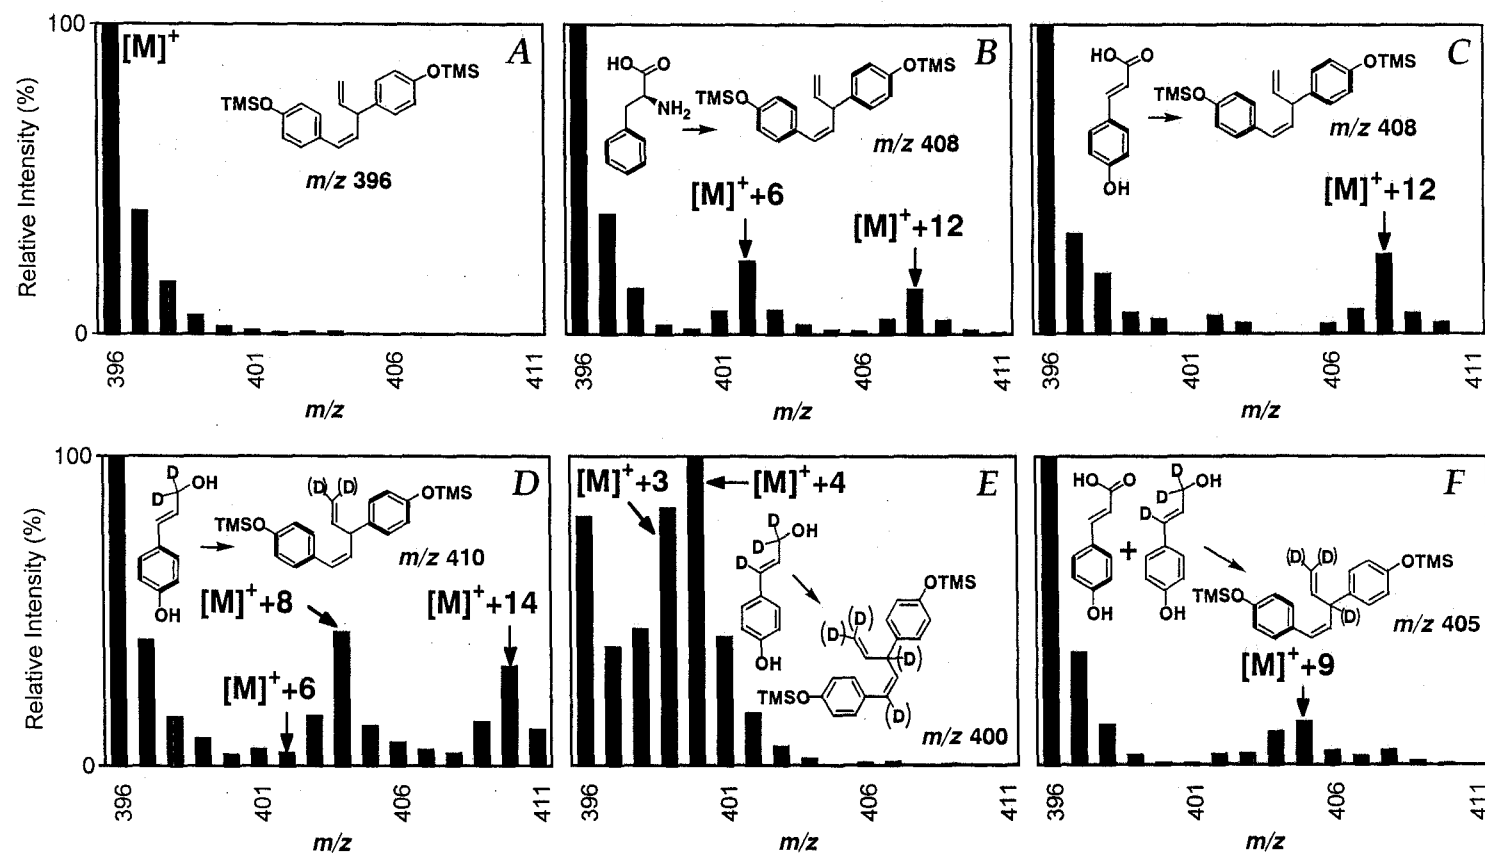 Relative Intensity (%)
100
0
[M]+
A
OTMS
TMSO
m/z 396
396
401
406
411
m/z
B
HO
O
NH2
TMSO
OTMS
m/z 408
[M]++6
[M]++12
396
401
406
411
m/z
C
HO
O
OH
TMSO
OTMS
m/z 408
[M]++12
396
401
406
411
m/z
Relative Intensity (%)
100
0
D
D
OH
D
OH
(D) (D)
OTMS
TMSO
m/z 410
[M]++8
[M]++14
[M]++6
396
401
406
411
m/z
E
[M]++3
[M]++4
D
OH
D
D
OH
OTMS
(D)
(D)
(D)
TMSO
(D)
m/z 400
396
401
406
411
m/z
F
HO
O
OH
+
D
OH
D
D
OH
(D) (D)
OTMS
TMSO
(D)
m/z 405
[M]++9
396
401
406
411
m/z